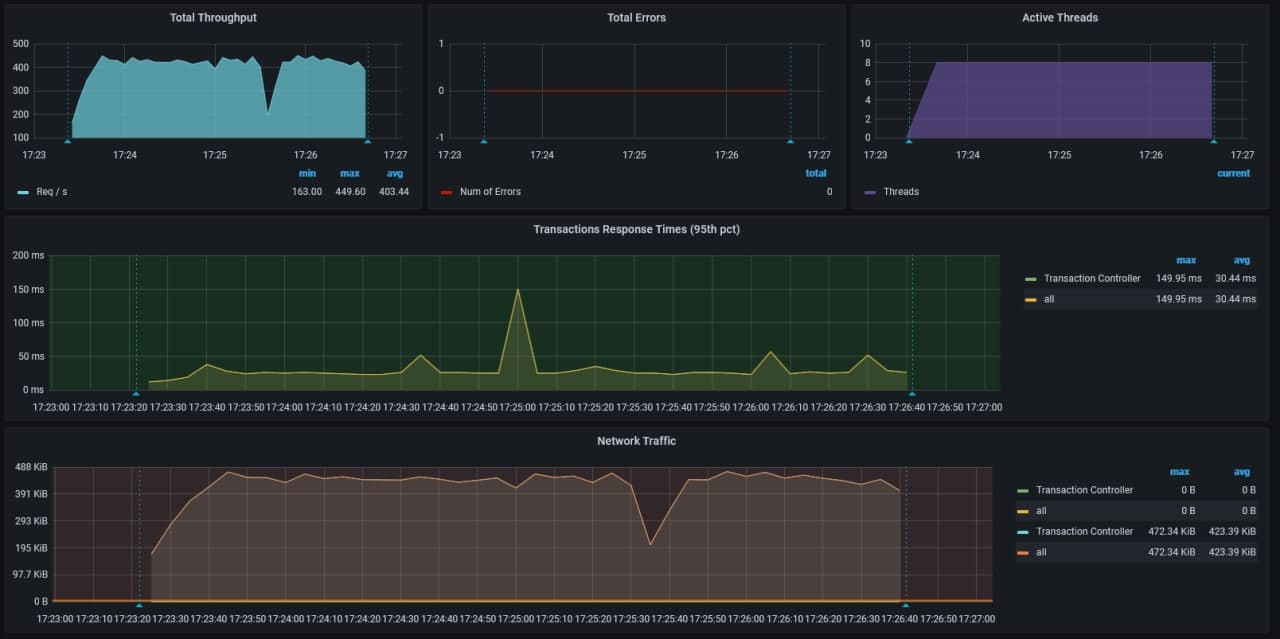 Total Throughput
500
400
300
200
100
17:23 17:24 17:25 17:26 17:27
min max avg
Req / s 163.00 449.60 403.44
Total Errors
1
0
-1
17:23 17:24 17:25 17:26 17:27
total
Num of Errors 0
Active Threads
10
8
6
4
2
0
17:23 17:24 17:25 17:26 17:27
current
Threads
Transactions Response Times (95th pct)
200 ms
150 ms
100 ms
50 ms
0 ms
17:23:00 17:23:10 17:23:20 17:23:30 17:23:40 17:23:50 17:24:00 17:24:10 17:24:20 17:24:30 17:24:40 17:24:50 17:25:00 17:25:10 17:25:20 17:25:30 17:25:40 17:25:50 17:26:00 17:26:10 17:26:20 17:26:30 17:26:40 17:26:50 17:27:00
max avg
Transaction Controller 149.95 ms 30.44 ms
all 149.95 ms 30.44 ms
Network Traffic
488 KiB
391 KiB
293 KiB
195 KiB
97.7 KiB
0 B
17:23:00 17:23:10 17:23:20 17:23:30 17:23:40 17:23:50 17:24:00 17:24:10 17:24:20 17:24:30 17:24:40 17:24:50 17:25:00 17:25:10 17:25:20 17:25:30 17:25:40 17:25:50 17:26:00 17:26:10 17:26:20 17:26:30 17:26:40 17:26:50 17:27:00
max avg
Transaction Controller 0 B 0 B
all 0 B 0 B
Transaction Controller 472.34 KiB 423.39 KiB
all 472.34 KiB 423.39 KiB